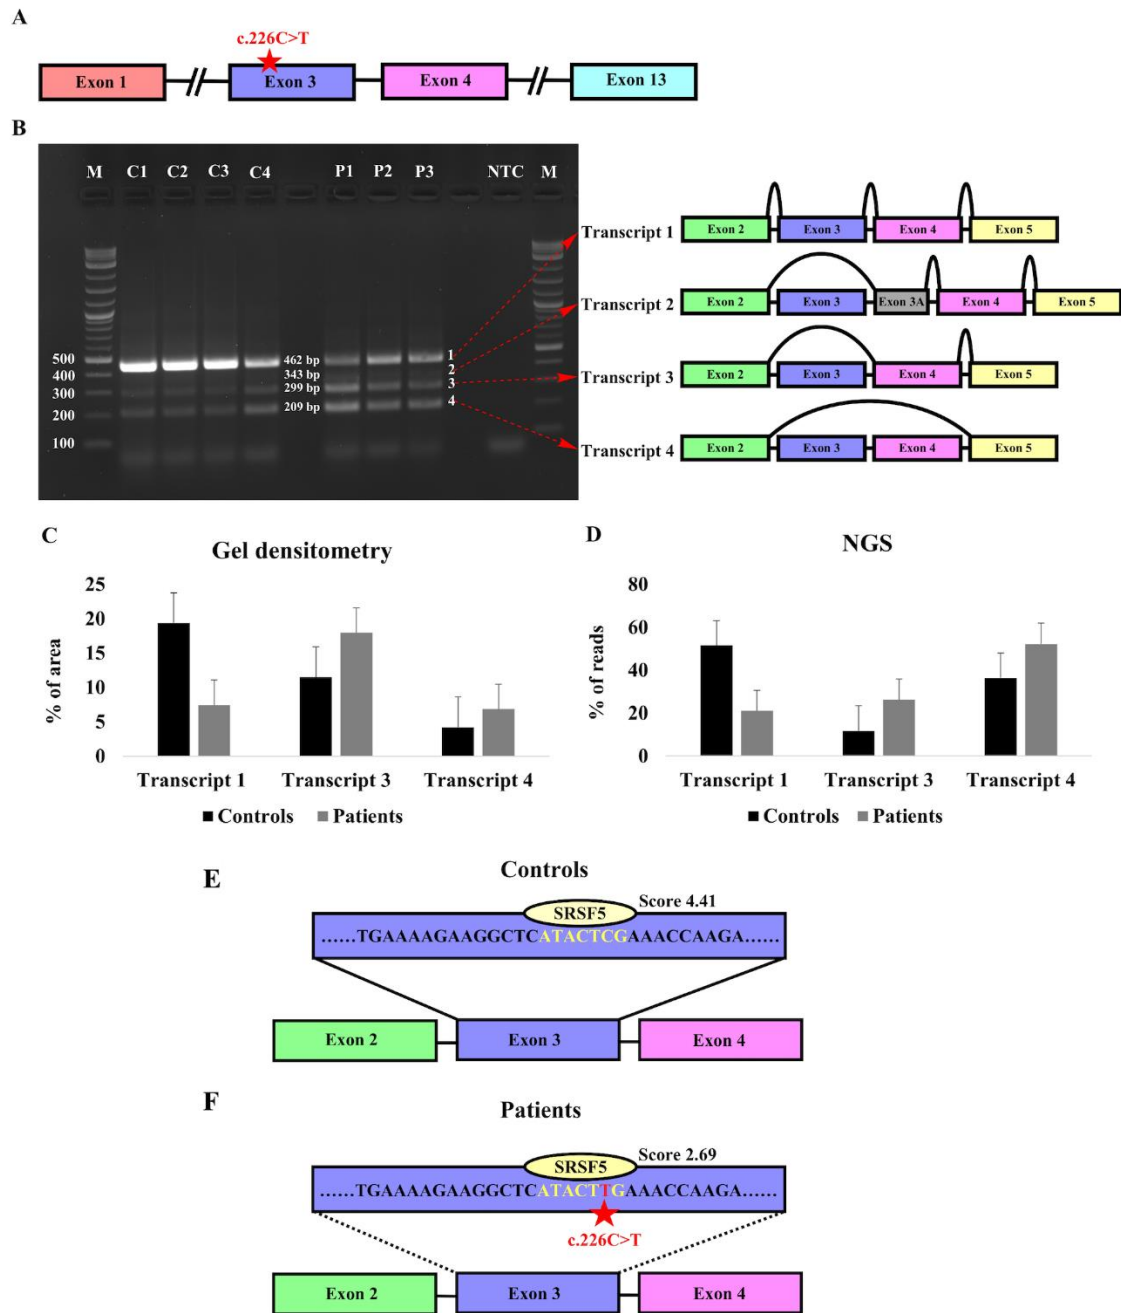 A
c.226C>T
Exon 1
Exon 3
Exon 4
Exon 13
B
M C1 C2 C3 C4 P1 P2 P3 NTC M
500
400
300
200
100
462 bp
343 bp
299 bp
209 bp
1
2
3
4
Transcript 1
Exon 2 Exon 3 Exon 4 Exon 5
Transcript 2
Exon 2 Exon 3 Exon 3A Exon 4 Exon 5
Transcript 3
Exon 2 Exon 3 Exon 4 Exon 5
Transcript 4
Exon 2 Exon 3 Exon 4 Exon 5
C
Gel densitometry
% of area
25
20
15
10
5
0
Transcript 1 Transcript 3 Transcript 4
Controls Patients
D
NGS
% of reads
80
60
40
20
0
Transcript 1 Transcript 3 Transcript 4
Controls Patients
E
Controls
SRSF5
Score 4.41
......TGAAAAGAAGGCTCATACTCGAAACCAAGA......
Exon 2 Exon 3 Exon 4
F
Patients
SRSF5
Score 2.69
......TGAAAAGAAGGCTCATACTTGAAACCAAGA......
c.226C>T
Exon 2 Exon 3 Exon 4